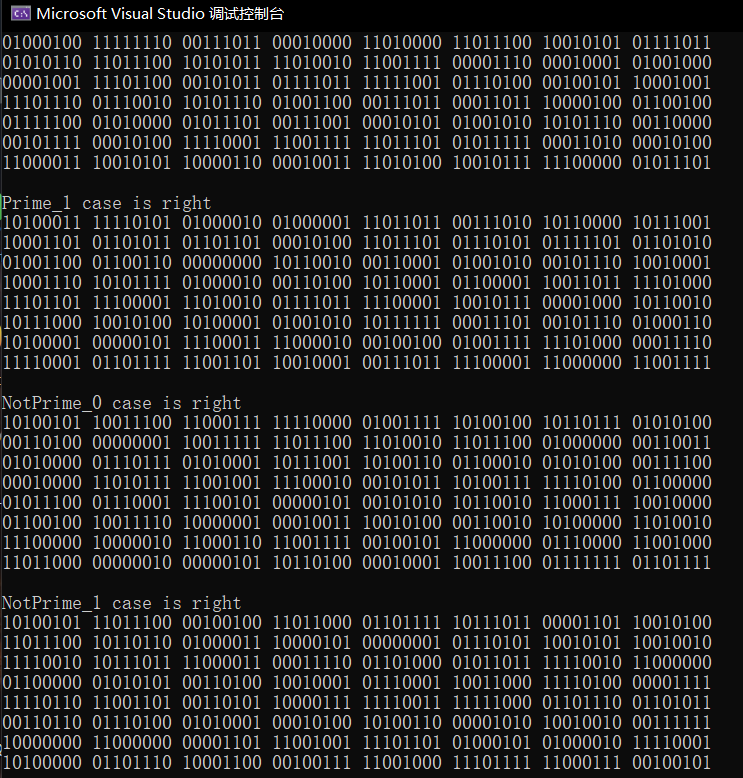 Microsoft Visual Studio 调试控制台
01000100 11111110 00111011 00010000 11010000 11011100 10010101 01111011
01010110 11011100 10101011 11010010 11001111 00001110 00010001 01001000
00001001 11101100 00101011 01111011 11111001 01110100 00100101 10001001
11101110 01110010 10101110 01001100 00111011 00011011 10000100 01100100
01111100 01010000 01011101 00111001 00010101 01001010 10101110 00110000
00101111 00010100 11110001 11001111 11011101 01011111 00011010 00010100
11000011 10010101 10000110 00010011 11010100 10010111 11100000 01011101
Prime_1 case is right
10100011 11110101 01000010 01000001 11011011 00111010 10110000 10111001
10001101 01101011 01101101 00010100 11011101 01110101 01111101 01101010
01001100 01100110 00000000 10110010 00110001 01001010 00101110 10010001
10001110 10101111 01000010 00110100 10110001 01100001 10011011 11101000
11101101 11100001 11010010 01111011 11100001 10010111 00001000 10110010
10111000 10010100 10100001 01001010 10111111 00011101 00101110 01000110
10100001 00000101 11100011 11000010 00100100 01001111 11101000 00011110
11110001 01101111 11001101 10010001 00111011 11100001 11000000 11001111
NotPrime_0 case is right
10100101 10011100 11000111 11110000 01001111 10100100 10110111 01010100
00110100 00000001 10011111 11011100 11010010 11011100 01000000 00110011
01010000 01110111 01010001 10111001 10100110 01100010 01010100 00111100
00010000 11010111 11001001 11100010 00101011 10100111 11110100 01100000
01011100 01110001 11100101 00000101 00101010 10110010 11000111 10010000
01100100 10011110 10000001 00010011 10010100 00110010 10100000 11010010
11100000 10000010 11000110 11001111 00100101 11000000 01110000 11001000
11011000 00000010 00000101 10110100 00010001 10011100 01111111 01101111
NotPrime_1 case is right
10100101 11011100 00100100 11011000 01101111 10111011 00001101 10010100
11011100 10110110 01000011 10000101 00000001 01110101 10010101 10010010
11110010 10111011 11000011 00011110 01101000 01011011 11110010 11000000
01100000 01010101 00110100 10010001 01110001 10011000 11110100 00001111
11110110 11001101 00110101 10000111 11110011 11111000 01101110 01101011
00110110 01110100 01010001 00010100 10100110 00001010 10010010 00111111
10000000 11000000 00001101 11001001 11101101 01000101 01000010 11110001
10100000 01101110 10001100 00100111 11001000 11101111 11000111 00100101